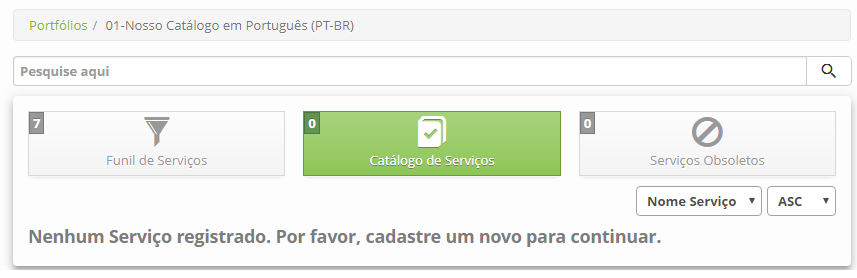 Portfólios / 01-Nosso Catálogo em Português (PT-BR)
Pesquise aqui
7
Funil de Serviços
0
Catálogo de Serviços
0
Serviços Obsoletos
Nome Serviço
ASC
Nenhum Serviço registrado. Por favor, cadastre um novo para continuar.